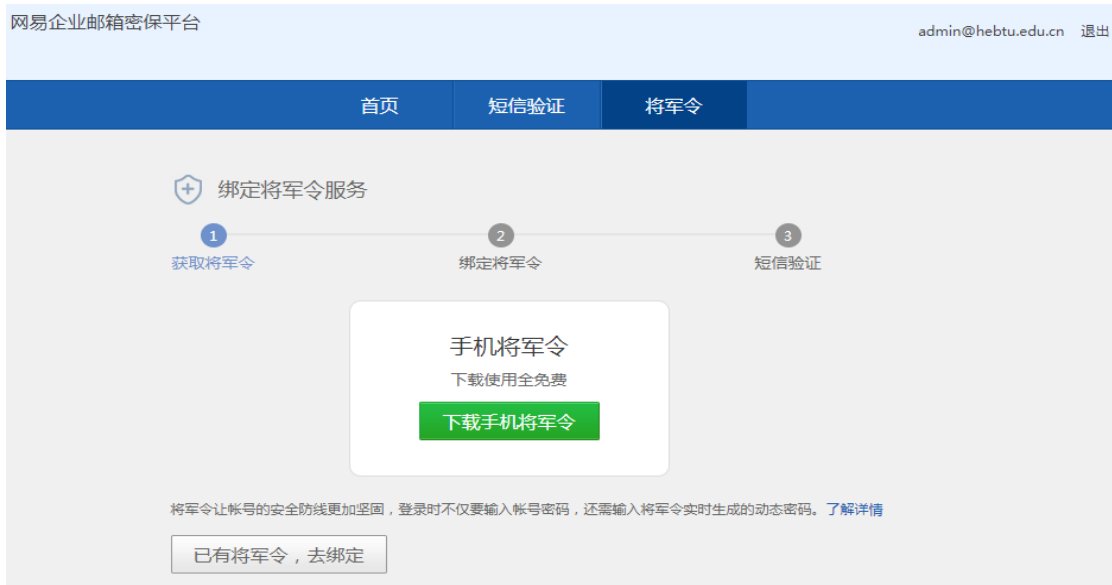 网易企业邮箱密保平台
admin@hebtu.edu.cn 退出
首页 短信验证 将军令
绑定将军令服务
1 2 3
获取将军令 绑定将军令 短信验证
手机将军令
下载使用全免费
下载手机将军令
将军令让帐号的安全防线更加坚固，登录时不仅要输入帐号密码，还需输入将军令实时生成的动态密码。了解详情
已有将军令，去绑定